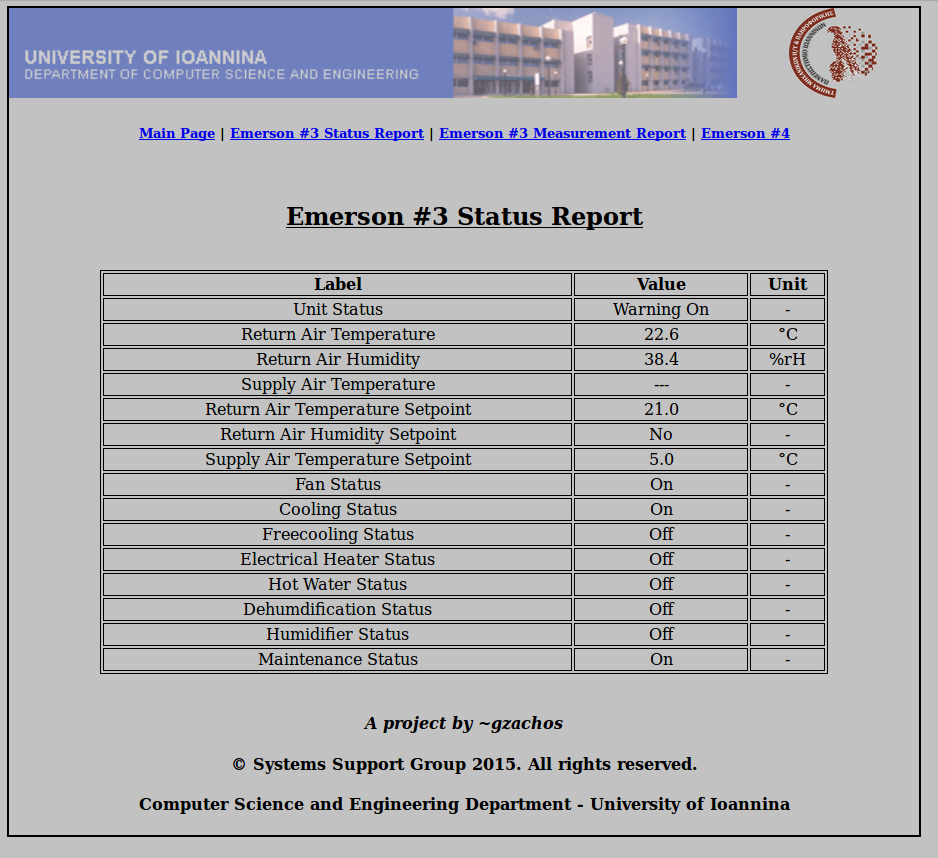 UNIVERSITY OF IOANNINA
DEPARTMENT OF COMPUTER SCIENCE AND ENGINEERING
ΤΜΗΜΑ ΜΗΧΑΝΙΚΩΝ Η/Υ & ΠΛΗΡΟΦΟΡΙΚΗΣ
ΠΑΝΕΠΙΣΤΗΜΙΟ ΙΩΑΝΝΙΝΩΝ
Main Page | Emerson #3 Status Report | Emerson #3 Measurement Report | Emerson #4
Emerson #3 Status Report
Label Value Unit
Unit Status Warning On -
Return Air Temperature 22.6 °C
Return Air Humidity 38.4 %rH
Supply Air Temperature --- -
Return Air Temperature Setpoint 21.0 °C
Return Air Humidity Setpoint No -
Supply Air Temperature Setpoint 5.0 °C
Fan Status On -
Cooling Status On -
Freecooling Status Off -
Electrical Heater Status Off -
Hot Water Status Off -
Dehumdification Status Off -
Humidifier Status Off -
Maintenance Status On -
A project by ~gzachos
© Systems Support Group 2015. All rights reserved.
Computer Science and Engineering Department - University of Ioannina